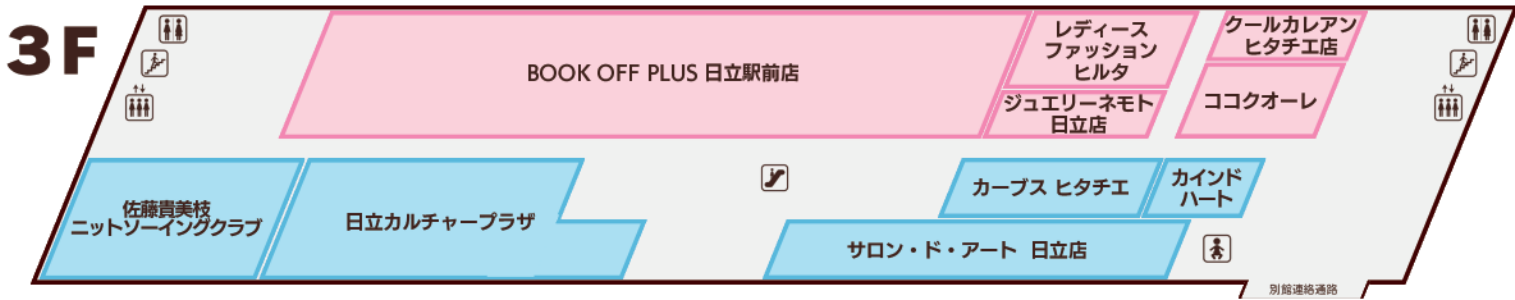 3F
BOOK OFF PLUS 日立駅前店
レディース
ファッション
ヒルタ
ジュエリーネモト
日立店
クールカレアン
ヒタチエ店
ココクオーレ
佐藤貴美枝
ニットソーイングクラブ
日立カルチャープラザ
カーブス ヒタチエ
カインド
ハート
サロン・ド・アート 日立店
別館連絡通路